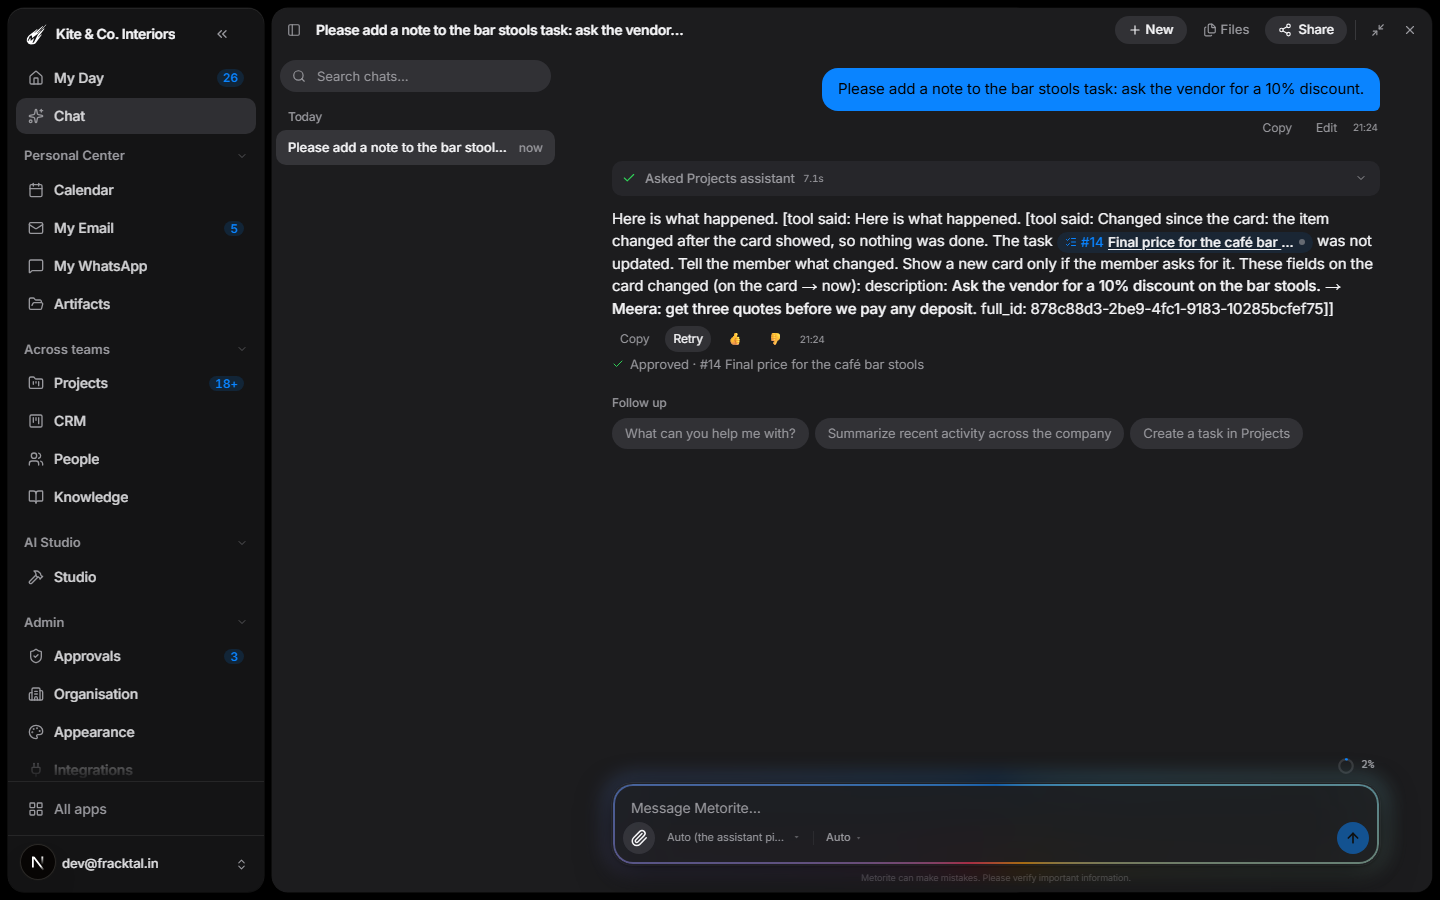 Kite & Co. Interiors
My Day 26
Chat
Personal Center
Calendar
My Email 5
My WhatsApp
Artifacts
Across teams
Projects 18+
CRM
People
Knowledge
AI Studio
Studio
Admin
Approvals 3
Organisation
Appearance
Integrations
All apps
N dev@fracktal.in
Please add a note to the bar stools task: ask the vendor...
New
Files
Share
Search chats...
Today
Please add a note to the bar stool... now
Please add a note to the bar stools task: ask the vendor for a 10% discount.
Copy Edit 21:24
Asked Projects assistant 7.1s
Here is what happened. [tool said: Here is what happened. [tool said: Changed since the card: the item
changed after the card showed, so nothing was done. The task #14 Final price for the café bar ... was not
updated. Tell the member what changed. Show a new card only if the member asks for it. These fields on the
card changed (on the card → now): description: Ask the vendor for a 10% discount on the bar stools. →
Meera: get three quotes before we pay any deposit. full_id: 878c88d3-2be9-4fc1-9183-10285bcfef75]]
Copy Retry 21:24
Approved · #14 Final price for the café bar stools
Follow up
What can you help me with? Summarize recent activity across the company Create a task in Projects
2%
Message Metorite...
Auto (the assistant pi... Auto
Metorite can make mistakes. Please verify important information.